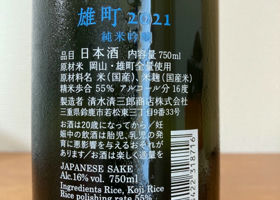 雄町 2021
純米吟醸
品目 日本酒 内容量 750ml
原材米 岡山・雄町全量使用
原材料名 米(国産)、米麹(国産米)
精米歩合 55% アルコール分 16度
製造者 清水清三郎商店株式会社
三重県鈴鹿市若松東三丁目
お酒は20歳になってから/妊
娠中の飲酒は胎児、乳児の発
育に悪影響を与えるおそれが
あります/お酒は楽しく適量を
JAPANESE SAKE
Alc.16% vol. 750ml
Ingredients Rice, Koji Rice
Rice polishing rate 55%